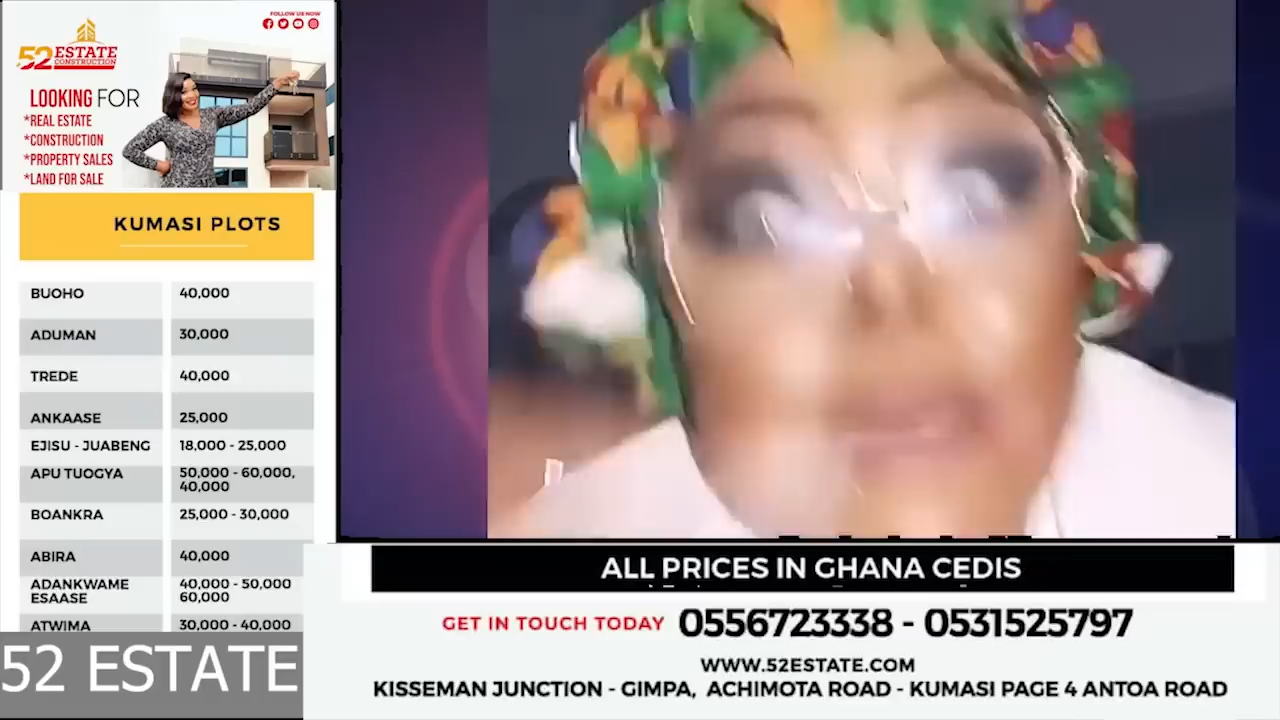 FOLLOW US NOW
52 ESTATE
CONSTRUCTION
LOOKING FOR
*REAL ESTATE
*CONSTRUCTION
*PROPERTY SALES
*LAND FOR SALE
KUMASI PLOTS
BUOHO 40,000
ADUMAN 30,000
TREDE 40,000
ANKAASE 25,000
EJISU - JUABENG 18,000 - 25,000
APU TUOGYA 50,000 - 60,000,
40,000
BOANKRA 25,000 - 30,000
ABIRA 40,000
ADANKWAME 40,000 - 50,000
ESAASE 60,000
ATWIMA 30,000 - 40,000
52 ESTATE
ALL PRICES IN GHANA CEDIS
GET IN TOUCH TODAY 0556723338 - 0531525797
WWW.52ESTATE.COM
KISSEMAN JUNCTION - GIMPA, ACHIMOTA ROAD - KUMASI PAGE 4 ANTOA ROAD